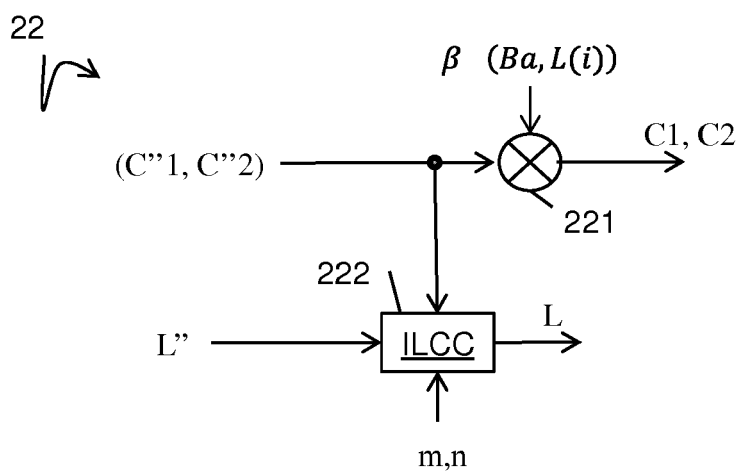 22
β (Ba, L(i))
(C”1, C”2)
C1, C2
221
222
L”
ILCC
L
m,n